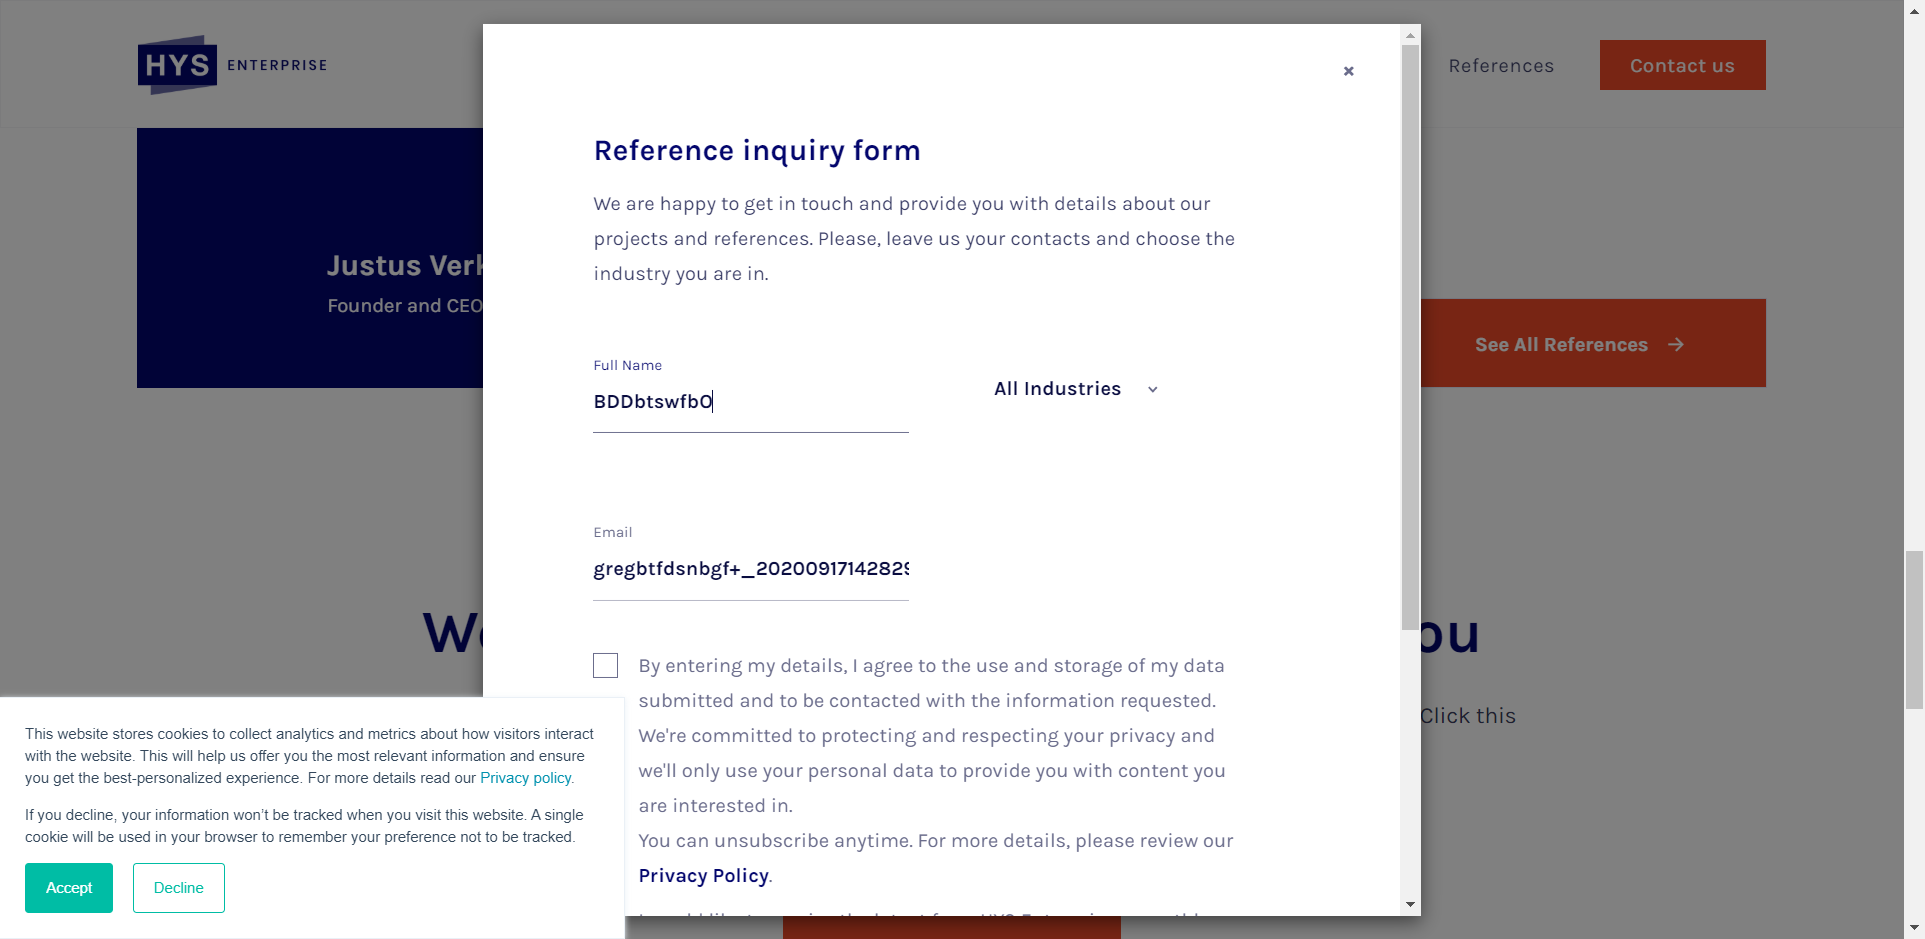 HYS ENTERPRISE
References
Contact us
Justus
Founder and CEO
See All References
Click this
Reference inquiry form
We are happy to get in touch and provide you with details about our
projects and references. Please, leave us your contacts and choose the
industry you are in.
Full Name
BDDbtswfbO
All Industries
Email
gregbtfdsnbgf+_2020091714282
By entering my details, I agree to the use and storage of my data
submitted and to be contacted with the information requested.
We're committed to protecting and respecting your privacy and
we'll only use your personal data to provide you with content you
are interested in.
You can unsubscribe anytime. For more details, please review our
Privacy Policy.
This website stores cookies to collect analytics and metrics about how visitors interact
with the website. This will help us offer you the most relevant information and ensure
you get the best-personalized experience. For more details read our Privacy policy.
If you decline, your information won’t be tracked when you visit this website. A single
cookie will be used in your browser to remember your preference not to be tracked.
Accept
Decline